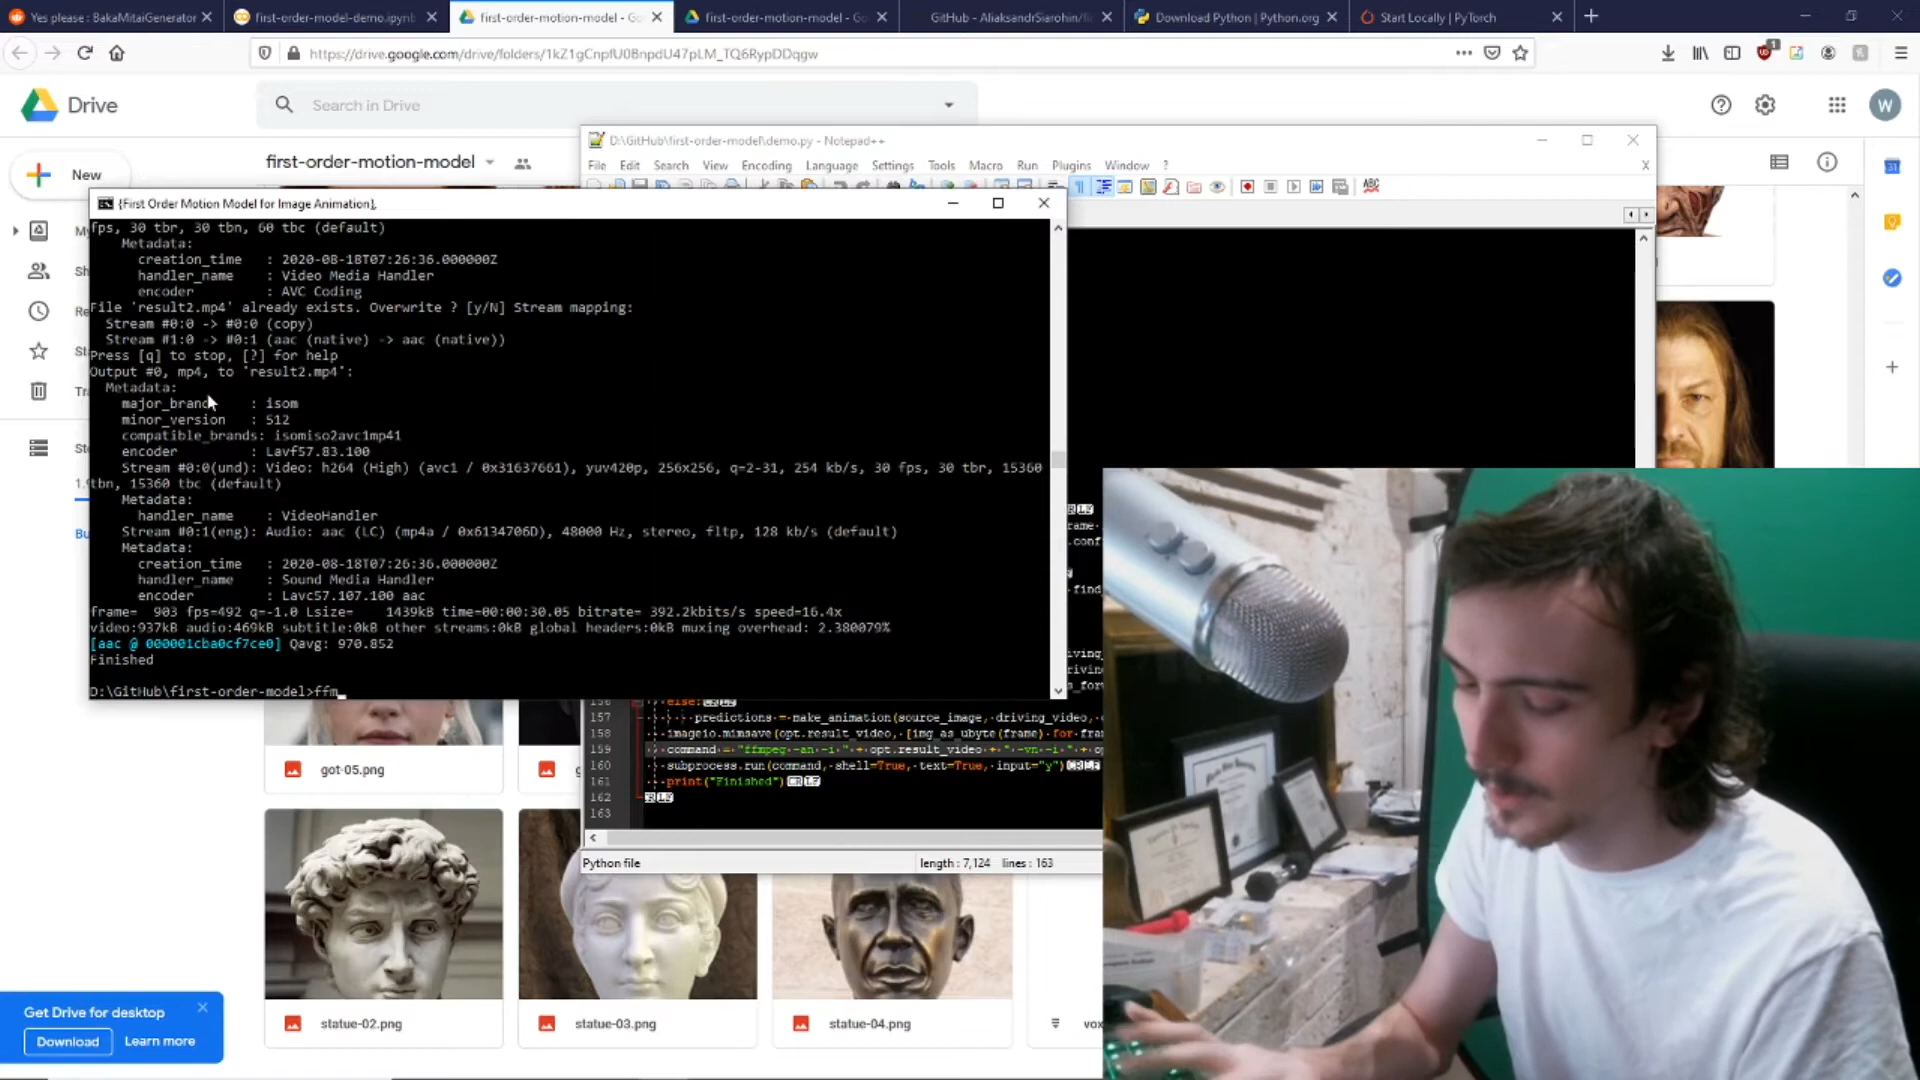 Yes please : BakaMitaiGenerator
first-order-model-demo.ipynb
first-order-motion-model - Go
first-order-motion-model - Go
GitHub - AliaksandrSiarohin/fi
Download Python | Python.org
Start Locally | PyTorch
https://drive.google.com/drive/folders/1kZ1gCnpfU0BnpdU47pLM_TQ6RypDDqgw
Drive
Search in Drive
W
New
first-order-motion-model
D:\GitHub\first-order-model\demo.py - Notepad++
File Edit Search View Encoding Language Settings Tools Macro Run Plugins Window ?
X
{First Order Motion Model for Image Animation},
fps, 30 tbr, 30 tbn, 60 tbc (default)
Metadata:
creation_time : 2020-08-18T07:26:36.000000Z
handler_name : Video Media Handler
encoder : AVC Coding
File 'result2.mp4' already exists. Overwrite ? [y/N] Stream mapping:
Stream #0:0 -> #0:0 (copy)
Stream #1:0 -> #0:1 (aac (native) -> aac (native))
Press [q] to stop, [?] for help
Output #0, mp4, to 'result2.mp4':
Metadata:
major_brand : isom
minor_version : 512
compatible_brands: isomiso2avc1mp41
encoder : Lavf57.83.100
Stream #0:0(und): Video: h264 (High) (avc1 / 0x31637661), yuv420p, 256x256, q=2-31, 254 kb/s, 30 fps, 30 tbr, 15360
tbn, 15360 tbc (default)
Metadata:
handler_name : VideoHandler
Stream #0:1(eng): Audio: aac (LC) (mp4a / 0x6134706D), 48000 Hz, stereo, fltp, 128 kb/s (default)
Metadata:
creation_time : 2020-08-18T07:26:36.000000Z
handler_name : Sound Media Handler
encoder : Lavc57.107.100 aac
frame= 903 fps=492 q=-1.0 Lsize= 1439kB time=00:00:30.05 bitrate= 392.2kbits/s speed=16.4x
video:937kB audio:469kB subtitle:0kB other streams:0kB global headers:0kB muxing overhead: 2.380079%
[aac @ 000001cba0cf7ce0] Qavg: 970.852
Finished
D:\GitHub\first-order-model>ffm_
156 else:CRLF
157 predictions = make_animation(source_image, driving_video,
158 imageio.mimsave(opt.result_video, [img_as_ubyte(frame) for fra
159 command = "ffmpeg -an -i " + opt.result_video + " -vn -i " + op
160 subprocess.run(command, shell=True, text=True, input="y")CRLF
161 print("Finished")CRLF
162 CRLF
163
Python file
length : 7,124 lines : 163
got-05.png
statue-02.png
statue-03.png
statue-04.png
vox
Get Drive for desktop
Download
Learn more